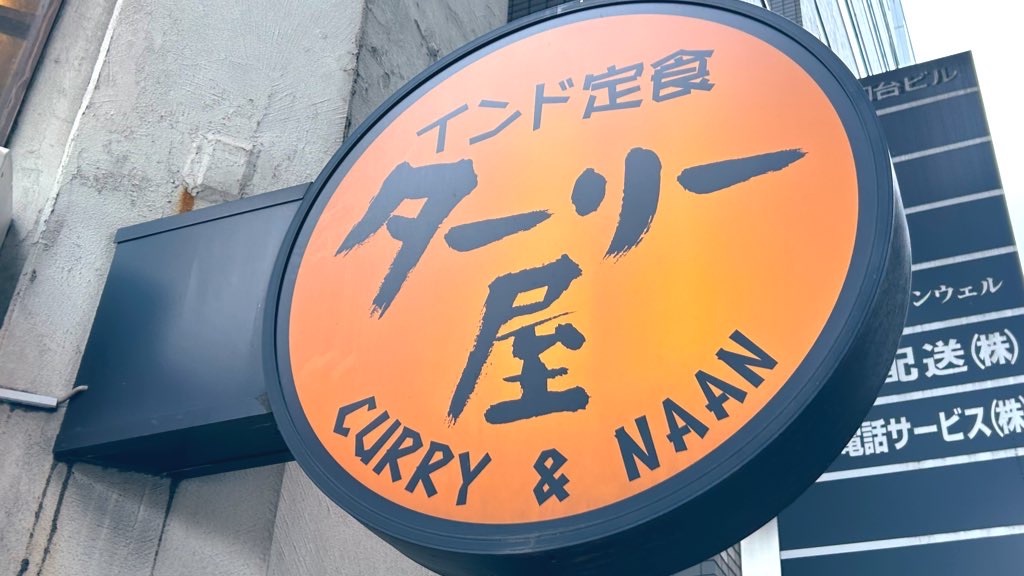 インド定食
ターリー
屋
CURRY & NAAN
台ビル
ンウェル
配送㈱
電話サービス㈱